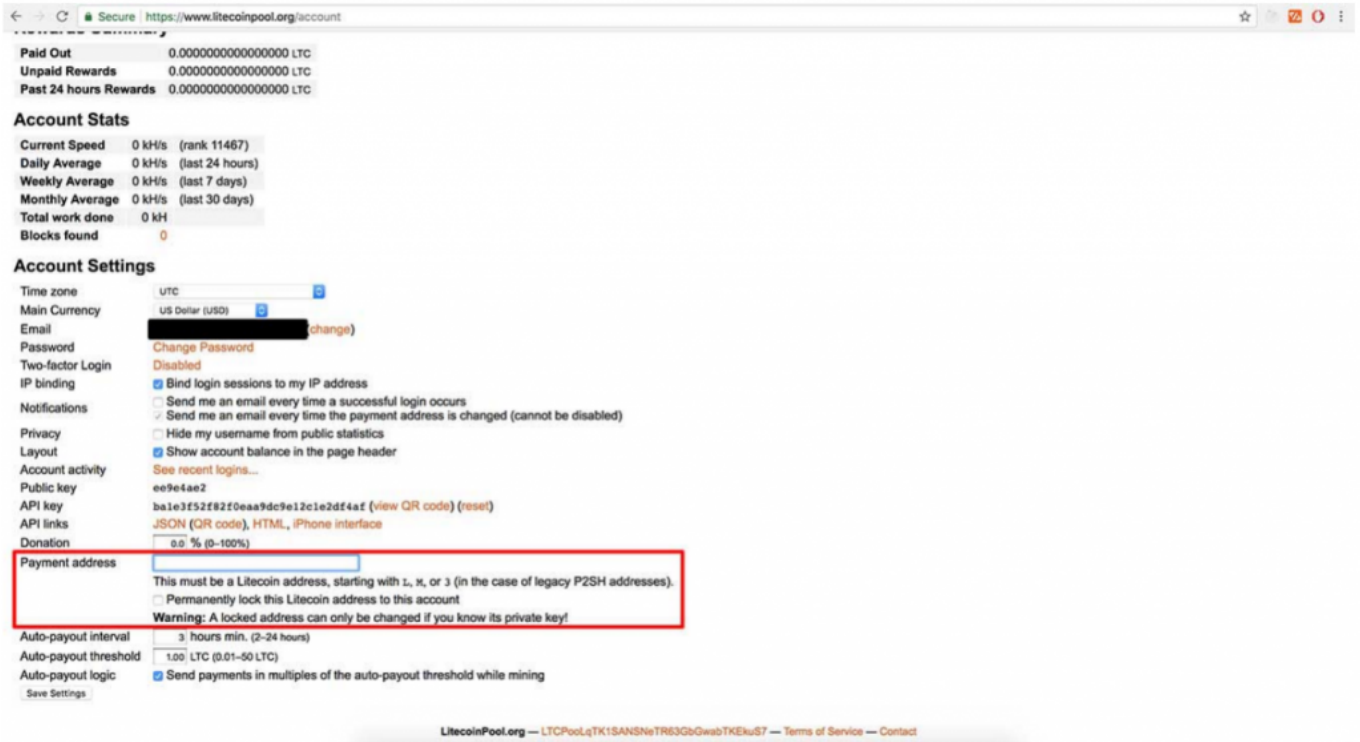 Secure https://www.litecoinpool.org/account
Rewards Summary
Paid Out 0.0000000000000000 LTC
Unpaid Rewards 0.0000000000000000 LTC
Past 24 hours Rewards 0.0000000000000000 LTC
Account Stats
Current Speed 0 kH/s (rank 11467)
Daily Average 0 kH/s (last 24 hours)
Weekly Average 0 kH/s (last 7 days)
Monthly Average 0 kH/s (last 30 days)
Total work done 0 kH
Blocks found 0
Account Settings
Time zone UTC
Main Currency US Dollar (USD)
Email (change)
Password Change Password
Two-factor Login Disabled
IP binding Bind login sessions to my IP address
Notifications Send me an email every time a successful login occurs
Send me an email every time the payment address is changed (cannot be disabled)
Privacy Hide my username from public statistics
Layout Show account balance in the page header
Account activity See recent logins...
Public key ee9e4ae2
API key ba1e3f52f82f0eaa9dc9e12c1e2df4af (view QR code) (reset)
API links JSON (QR code), HTML, iPhone interface
Donation 0.0 % (0–100%)
Payment address
This must be a Litecoin address, starting with L, M, or 3 (in the case of legacy P2SH addresses).
Permanently lock this Litecoin address to this account
Warning: A locked address can only be changed if you know its private key!
Auto-payout interval 3 hours min. (2–24 hours)
Auto-payout threshold 1.00 LTC (0.01–50 LTC)
Auto-payout logic Send payments in multiples of the auto-payout threshold while mining
Save Settings
LitecoinPool.org — LTCPooLqTK1SANSNeTR63GbGwabTKEkuS7 — Terms of Service — Contact